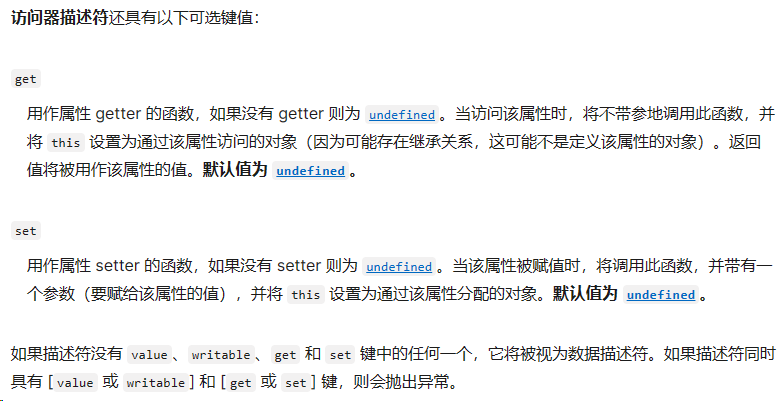 访问器描述符还具有以下可选键值：
get
用作属性 getter 的函数，如果没有 getter 则为 undefined。当访问该属性时，将不带参地调用此函数，并
将 this 设置为通过该属性访问的对象（因为可能存在继承关系，这可能不是定义该属性的对象）。返回
值将被用作该属性的值。默认值为 undefined。
set
用作属性 setter 的函数，如果没有 setter 则为 undefined。当该属性被赋值时，将调用此函数，并带有一
个参数（要赋给该属性的值），并将 this 设置为通过该属性分配的对象。默认值为 undefined。
如果描述符没有 value、writable、get 和 set 键中的任何一个，它将被视为数据描述符。如果描述符同时
具有 [value 或 writable] 和 [get 或 set] 键，则会抛出异常。